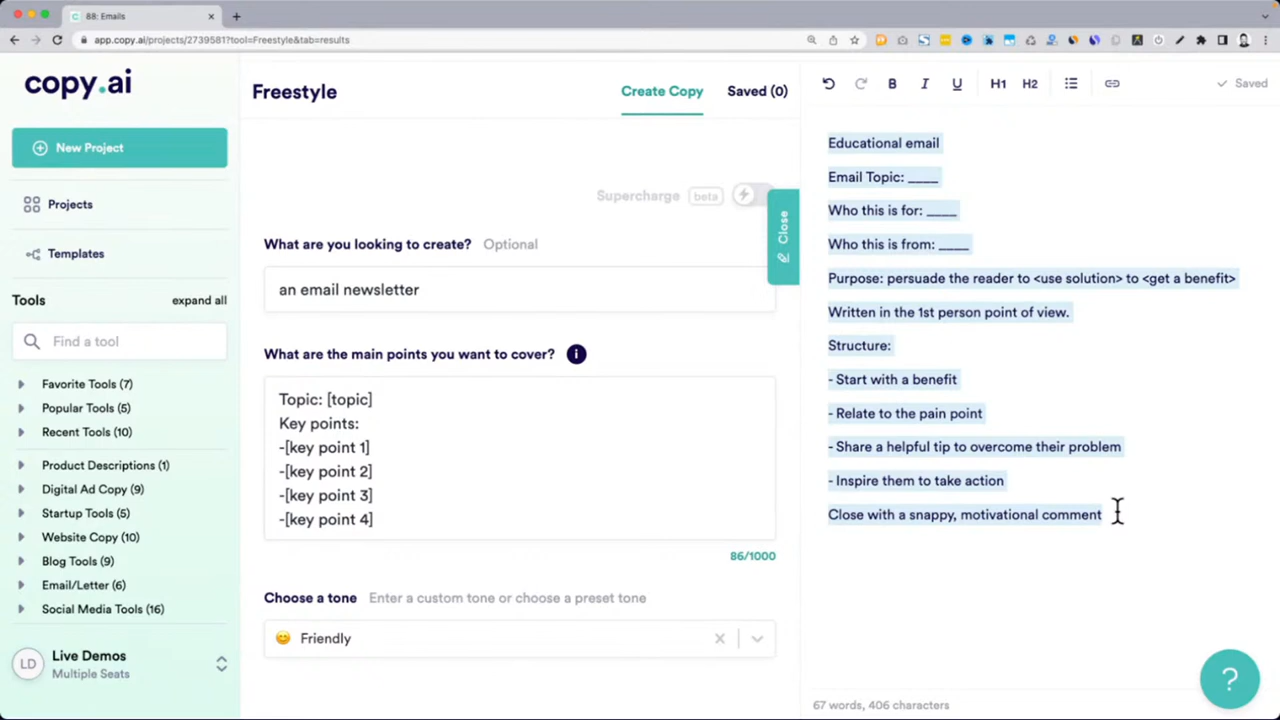 88: Emails
app.copy.ai/projects/2739581?tool=Freestyle&tab=results
copy.ai
New Project
Projects
Templates
Tools
expand all
Find a tool
Favorite Tools (7)
Popular Tools (5)
Recent Tools (10)
Product Descriptions (1)
Digital Ad Copy (9)
Startup Tools (5)
Website Copy (10)
Blog Tools (9)
Email/Letter (6)
Social Media Tools (16)
LD
Live Demos
Multiple Seats
Freestyle
Create Copy
Saved (0)
Supercharge beta
Close
What are you looking to create? Optional
an email newsletter
What are the main points you want to cover? i
Topic: [topic]
Key points:
-[key point 1]
-[key point 2]
-[key point 3]
-[key point 4]
86/1000
Choose a tone Enter a custom tone or choose a preset tone
😊 Friendly
B I U H1 H2
Saved
Educational email
Email Topic: ____
Who this is for: ____
Who this is from: ____
Purpose: persuade the reader to <use solution> to <get a benefit>
Written in the 1st person point of view.
Structure:
- Start with a benefit
- Relate to the pain point
- Share a helpful tip to overcome their problem
- Inspire them to take action
Close with a snappy, motivational comment
67 words, 406 characters
?